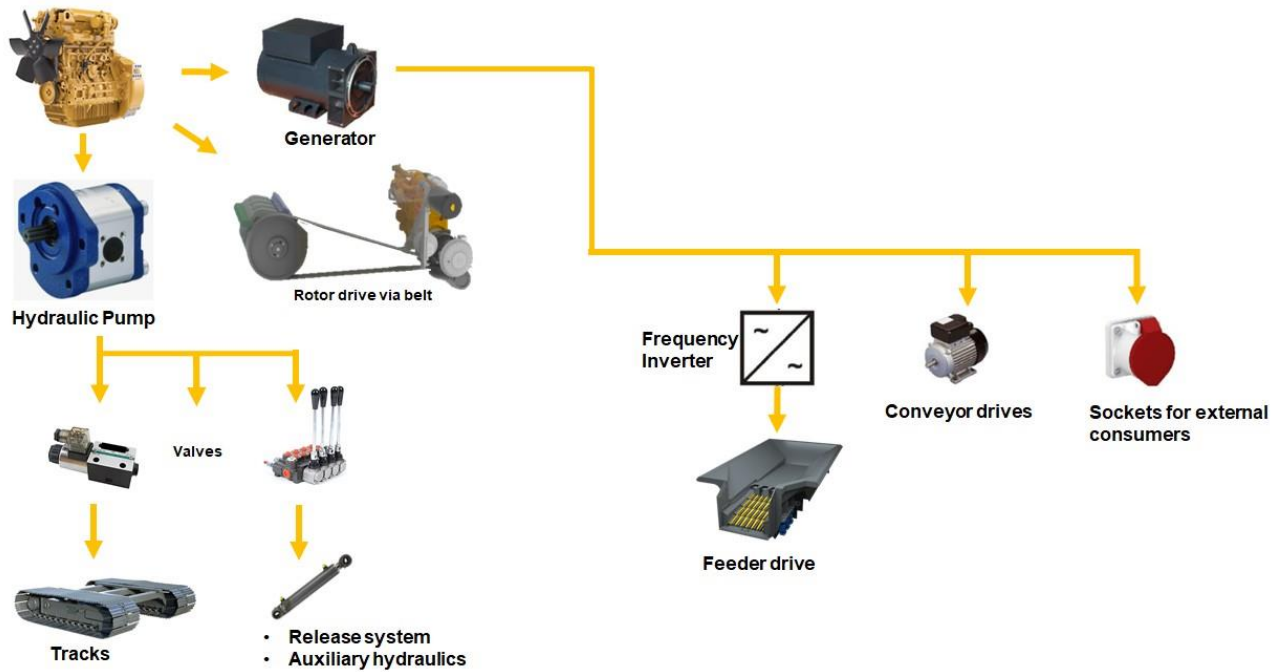 Generator
Rotor drive via belt
Hydraulic Pump
Frequency
Inverter
~
~
Conveyor drives
Sockets for external
consumers
Valves
Feeder drive
Tracks
• Release system
• Auxiliary hydraulics